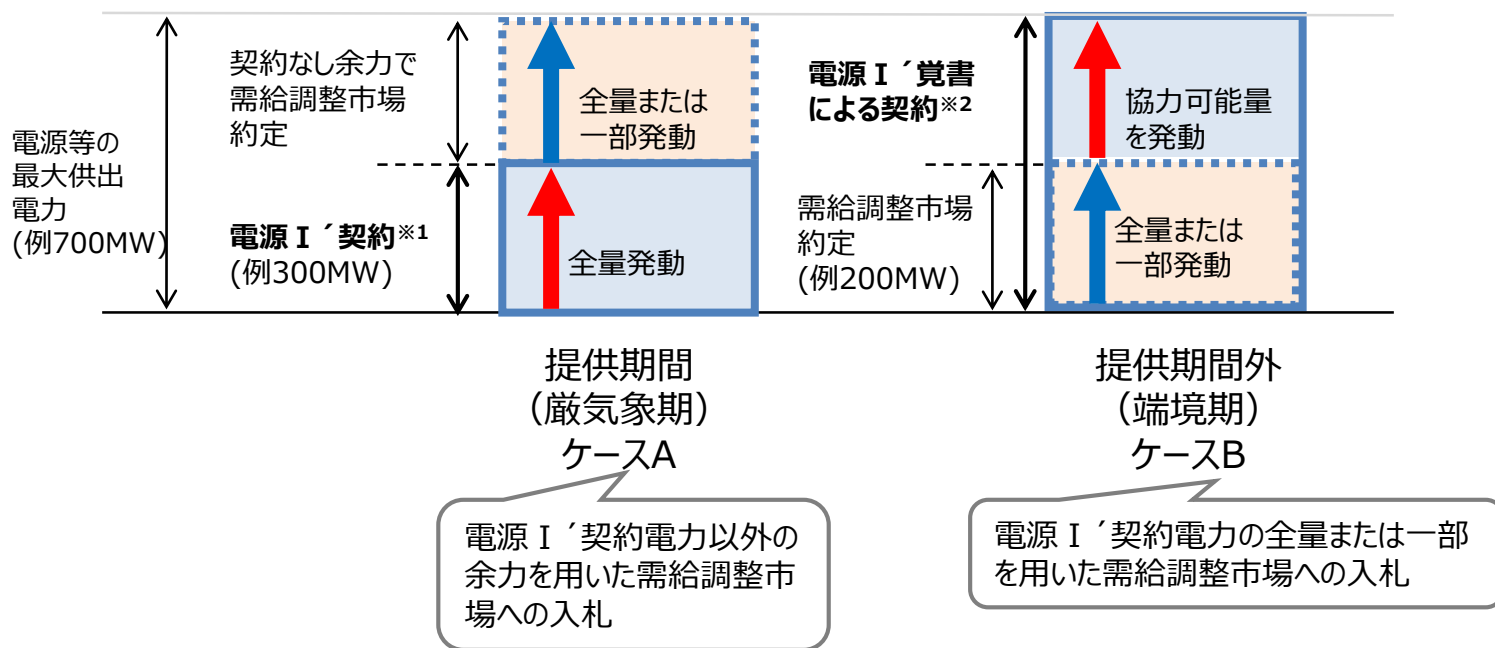 電源等の
最大供出
電力
(例700MW)
契約なし余力で
需給調整市場
約定
電源Ⅰ´契約※1
(例300MW)
全量または
一部発動
全量発動
電源Ⅰ´覚書
による契約※2
需給調整市場
約定
(例200MW)
協力可能量
を発動
全量または
一部発動
提供期間
(厳気象期)
ケースA
提供期間外
(端境期)
ケースB
電源Ⅰ´契約電力以外の
余力を用いた需給調整市
場への入札
電源Ⅰ´契約電力の全量または一部
を用いた需給調整市場への入札